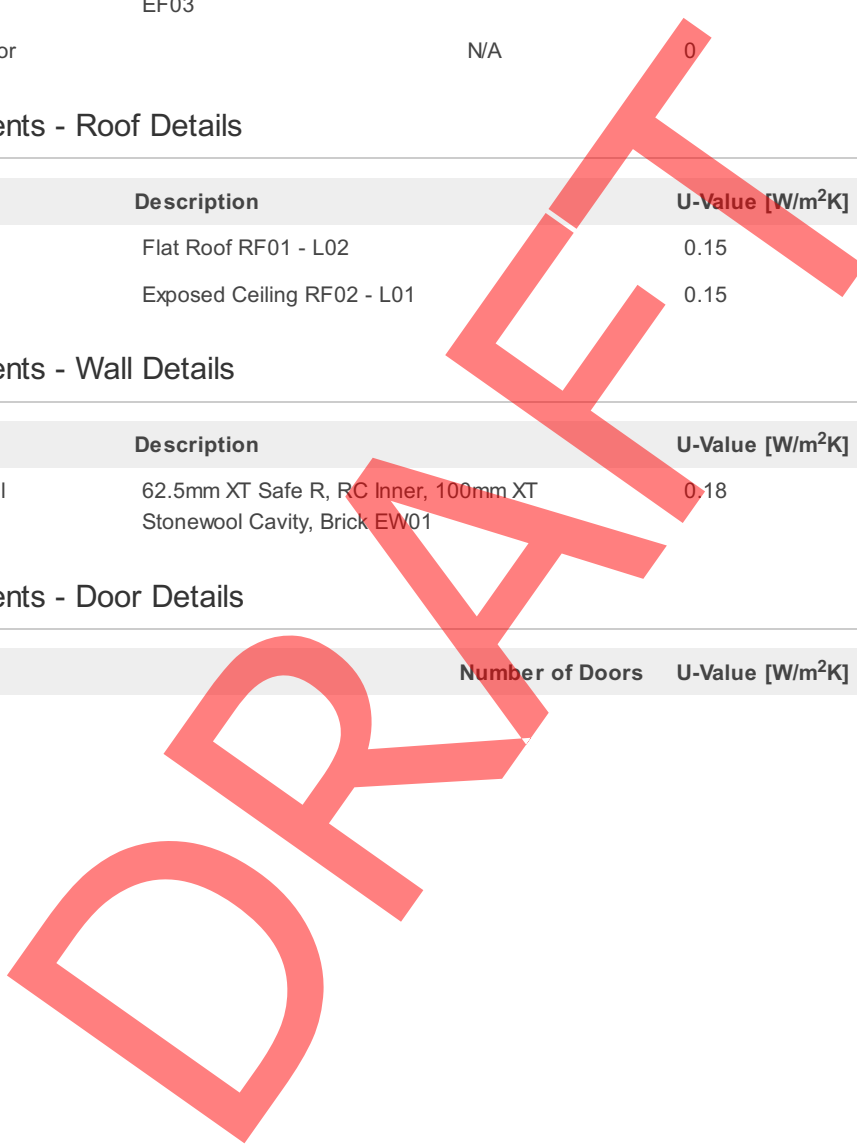 EF03
or N/A 0
ents - Roof Details
Description U-Value [W/m²K]
Flat Roof RF01 - L02 0.15
Exposed Ceiling RF02 - L01 0.15
ents - Wall Details
Description U-Value [W/m²K]
l 62.5mm XT Safe R, RC Inner, 100mm XT 0.18
Stonewool Cavity, Brick EW01
ents - Door Details
Number of Doors U-Value [W/m²K]
DRAFT